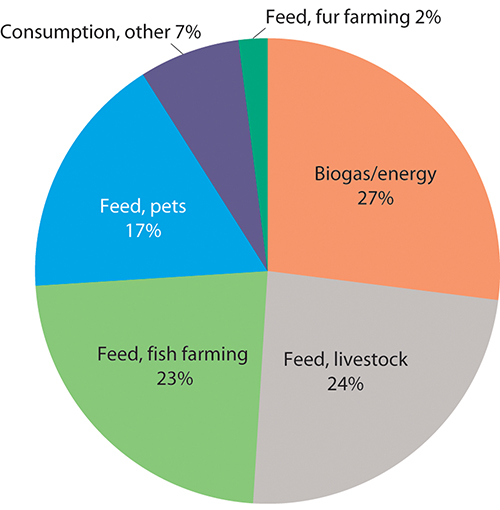 Feed, fur farming 2%
Consumption, other 7%
Biogas/energy
27%
Feed, pets
17%
Feed, fish farming
23%
Feed, livestock
24%